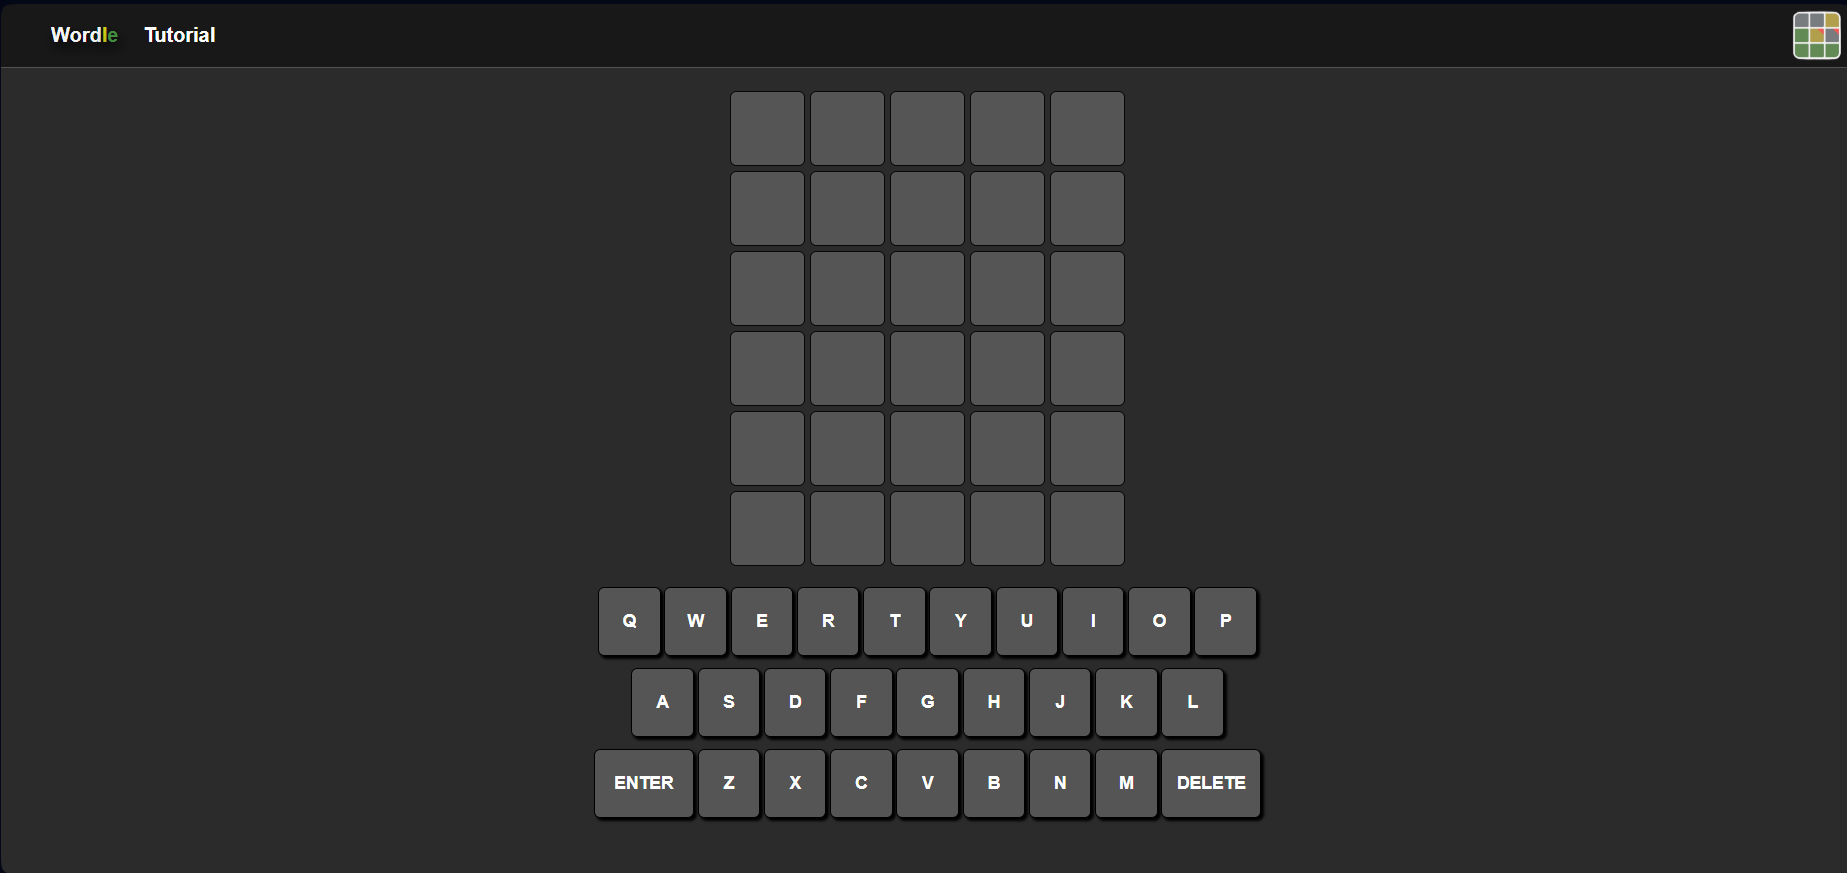 Wordle Tutorial
Q W E R T Y U I O P
A S D F G H J K L
ENTER Z X C V B N M DELETE